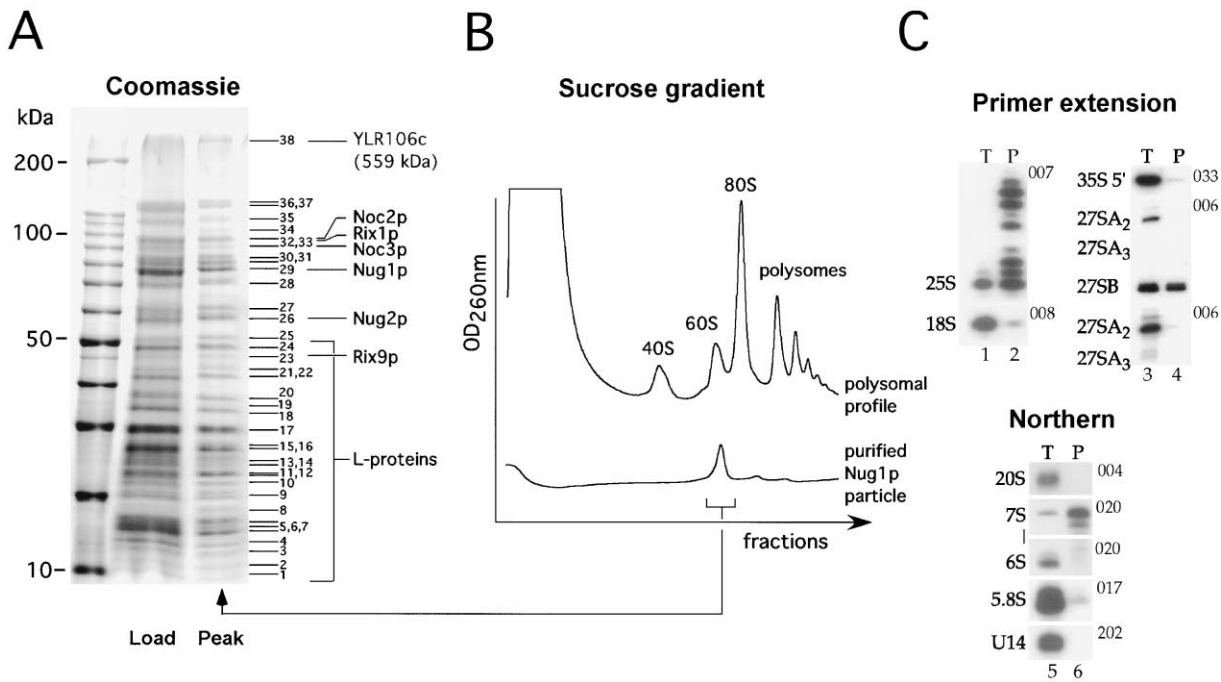 A
Coomassie
kDa
200
100
50
10
38
36,37
35
34
32,33
30,31
29
28
27
26
25
24
23
21,22
20
19
18
17
15,16
13,14
11,12
10
9
8
5,6,7
4
3
2
1
YLR106c
(559 kDa)
Noc2p
Rix1p
Noc3p
Nug1p
Nug2p
Rix9p
L-proteins
Load Peak
B
Sucrose gradient
OD260nm
40S
60S
80S
polysomes
polysomal
profile
purified
Nug1p
particle
fractions
C
Primer extension
T P
007
25S
18S
008
1 2
T P
35S 5' 033
006
27SA2
27SA3
27SB
006
27SA2
27SA3
3 4
Northern
T P
20S 004
7S 020
6S 020
5.8S 017
U14 202
5 6